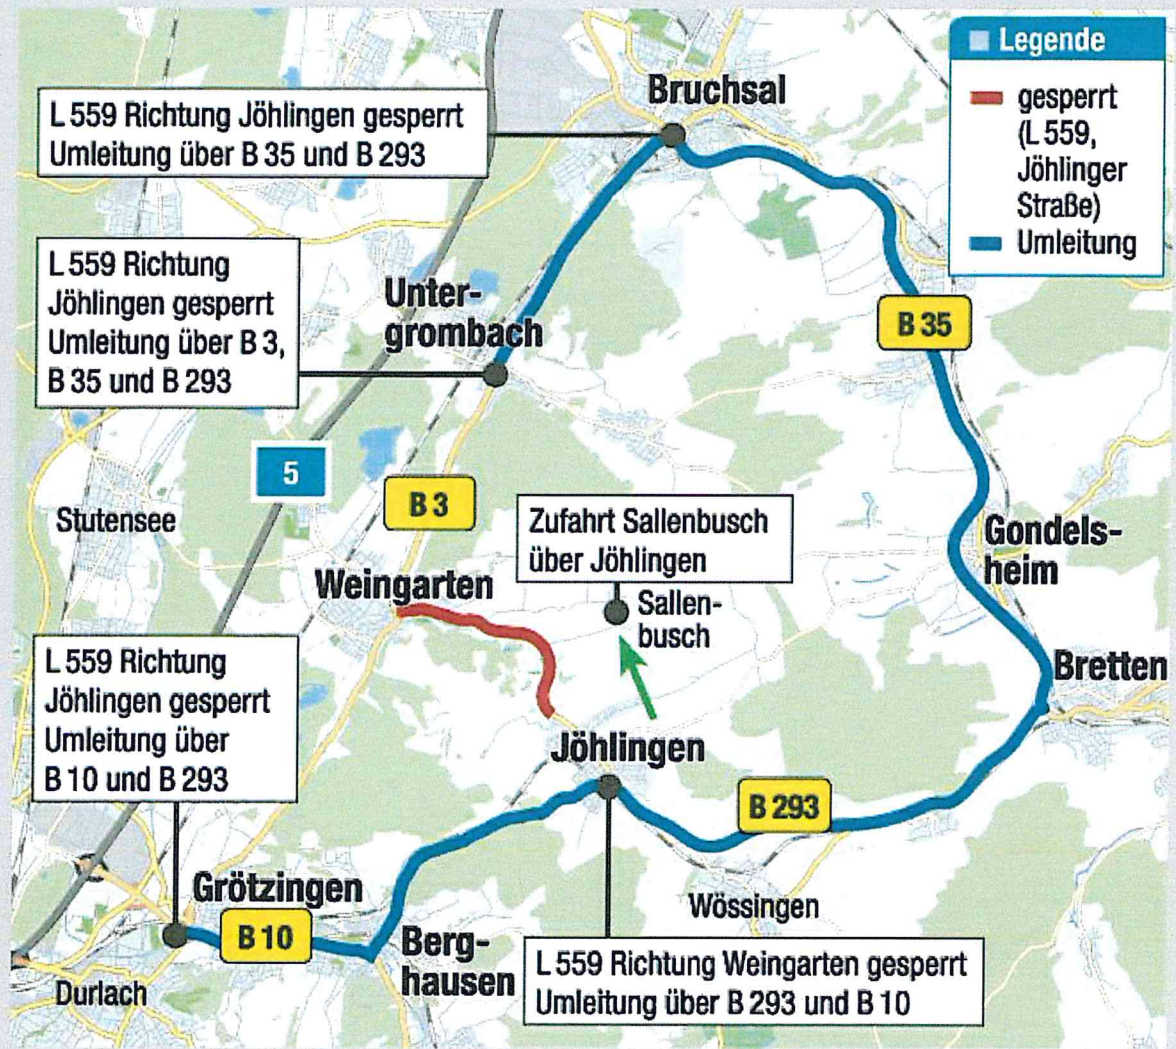 Legende
gesperrt
(L 559,
Jöhlinger
Straße)
Umleitung
Bruchsal
L 559 Richtung Jöhlingen gesperrt
Umleitung über B 35 und B 293
L 559 Richtung
Jöhlingen gesperrt
Umleitung über B 3,
B 35 und B 293
Unter-
grombach
B 35
5
B 3
Stutensee
Zufahrt Sallenbusch
über Jöhlingen
Gondels-
heim
Weingarten
Sallen-
busch
L 559 Richtung
Jöhlingen gesperrt
Umleitung über
B 10 und B 293
Bretten
Jöhlingen
B 293
Grötzingen
B 10
Wössingen
Berg-
hausen
Durlach
L 559 Richtung Weingarten gesperrt
Umleitung über B 293 und B 10